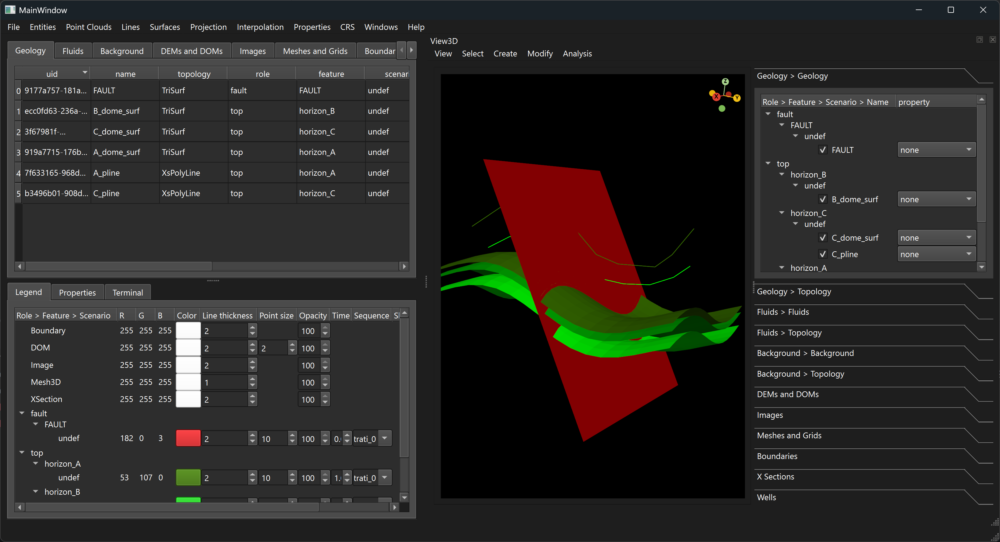 MainWindow
File Entities Point Clouds Lines Surfaces Projection Interpolation Properties CRS Windows Help
Geology Fluids Background DEMs and DOMs Images Meshes and Grids Boundar
uid name topology role feature scenari
0 9177a757-181a... FAULT TriSurf fault FAULT undef
1 ecc0fd63-236a-... B_dome_surf TriSurf top horizon_B undef
2 3f67981f-... C_dome_surf TriSurf top horizon_C undef
3 919a7715-176b... A_dome_surf TriSurf top horizon_A undef
4 7f633165-968d... A_pline XsPolyLine top horizon_A undef
5 b3496b01-908d... C_pline XsPolyLine top horizon_C undef
Legend Properties Terminal
Role > Feature > Scenario R G B Color Line thickness Point size Opacity Time Sequence
Boundary 255 255 255 2 100
DOM 255 255 255 2 2 100
Image 255 255 255 2 100
Mesh3D 255 255 255 1 100
XSection 255 255 255 2 100
fault
FAULT
undef 182 0 3 2 10 100 0. trati_0
top
horizon_A
undef 53 107 0 2 10 100 1. trati_0
horizon_B
View3D
View Select Create Modify Analysis
Z
X Y
Geology > Geology
Role > Feature > Scenario > Name property
fault
FAULT
undef
FAULT none
top
horizon_B
undef
B_dome_surf none
horizon_C
undef
C_dome_surf none
C_pline none
horizon_A
Geology > Topology
Fluids > Fluids
Fluids > Topology
Background > Background
Background > Topology
DEMs and DOMs
Images
Meshes and Grids
Boundaries
X Sections
Wells